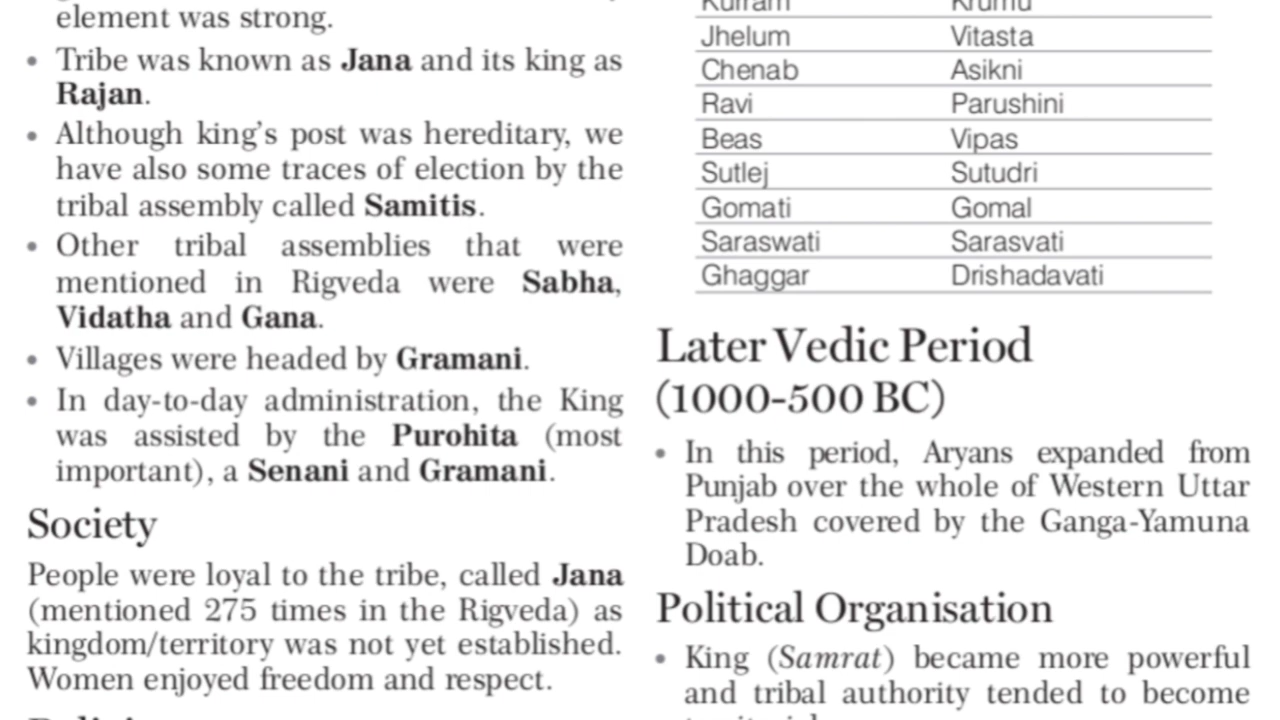 element was strong.
• Tribe was known as Jana and its king as
Rajan.
• Although king's post was hereditary, we
have also some traces of election by the
tribal assembly called Samitis.
• Other tribal assemblies that were
mentioned in Rigveda were Sabha,
Vidatha and Gana.
• Villages were headed by Gramani.
• In day-to-day administration, the King
was assisted by the Purohita (most
important), a Senani and Gramani.
Society
People were loyal to the tribe, called Jana
(mentioned 275 times in the Rigveda) as
kingdom/territory was not yet established.
Women enjoyed freedom and respect.
Kurram Krumu
Jhelum Vitasta
Chenab Asikni
Ravi Parushini
Beas Vipas
Sutlej Sutudri
Gomati Gomal
Saraswati Sarasvati
Ghaggar Drishadavati
Later Vedic Period
(1000-500 BC)
• In this period, Aryans expanded from
Punjab over the whole of Western Uttar
Pradesh covered by the Ganga-Yamuna
Doab.
Political Organisation
• King (Samrat) became more powerful
and tribal authority tended to become